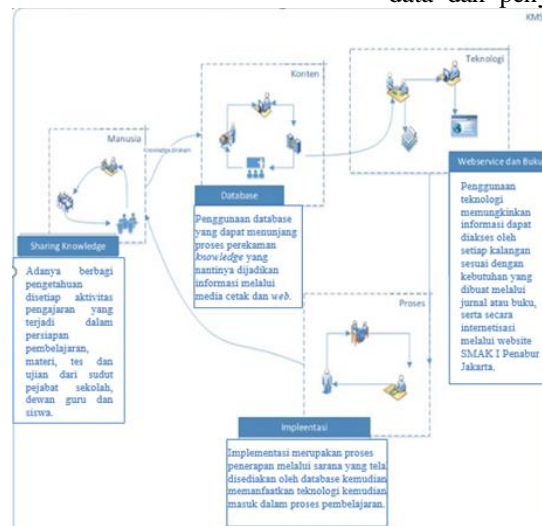 data dan peny
KMS
Teknologi
Konten
Manusia
Webservice dan Buku
Penggunaan
teknologi
memungkinkan
informasi dapat
diakses oleh
setiap kalangan
sesuai dengan
kebutuhan yang
dibuat melalui
jurnal atau buku,
serta secara
internetisasi
melalui website
SMAK I Penabur
Jakarta.
Database
Penggunaan database
yang dapat menunjang
proses perekaman
knowledge yang
nantinya dijadikan
informasi melalui
media cetak dan web.
Sharing Knowledge
Adanya berbagi
pengetahuan
disetiap aktivitas
pengajaran yang
terjadi dalam
persiapan
pembelajaran,
materi, tes dan
ujian dari sudut
pejabat sekolah,
dewan guru dan
siswa.
Proses
Impleentasi
Implementasi merupakan proses
penerapan melalui sarana yang tela
disediakan oleh database kemudian
memanfaatkan teknologi kemudian
masuk dalam proses pembelajaran.